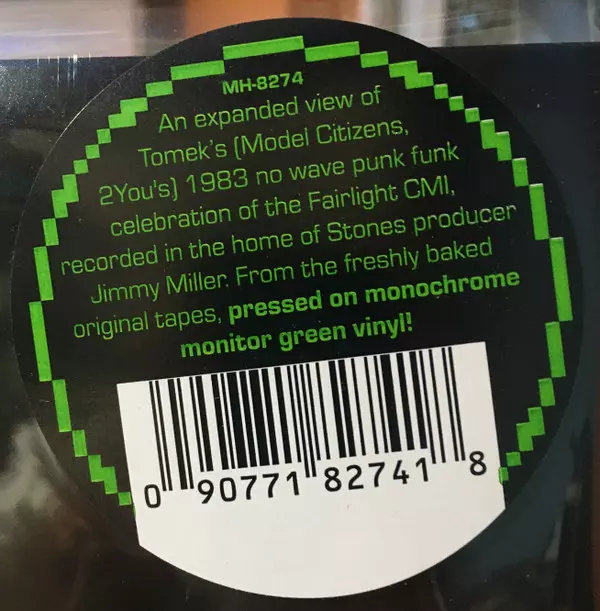 MH-8274
An expanded view of
Tomek's (Model Citizens,
2You's) 1983 no wave punk funk
celebration of the Fairlight CMI,
recorded in the home of Stones producer
Jimmy Miller. From the freshly baked
original tapes, pressed on monochrome
monitor green vinyl!
0 90771 82741 8